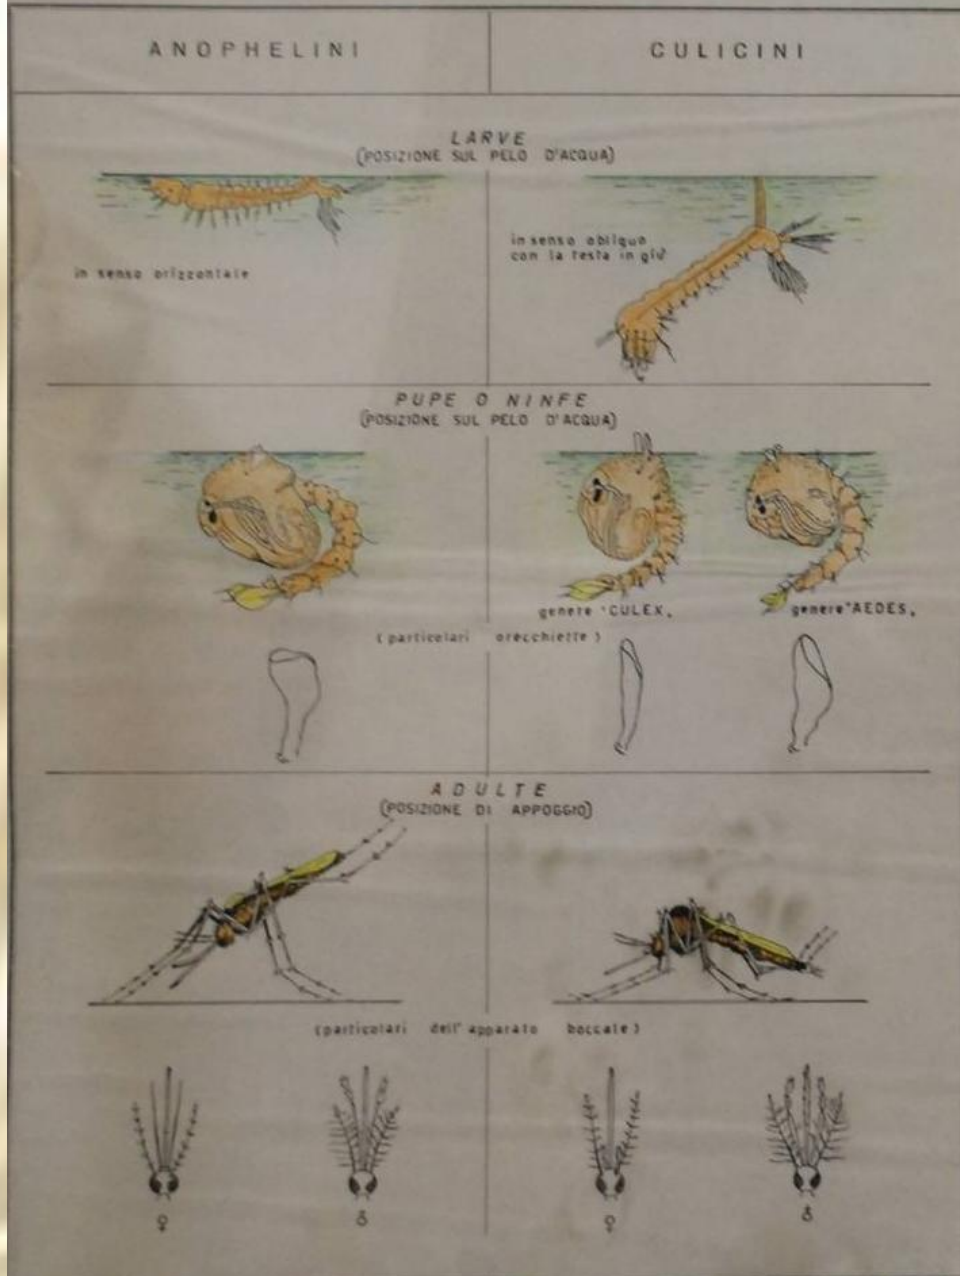 ANOPHELINI
CULICINI
LARVE
(POSIZIONE SUL PELO D'ACQUA)
in senso orizzontale
in senso obliquo
con la testa in giu'
PUPE O NINFE
(POSIZIONE SUL PELO D'ACQUA)
genere "CULEX„
genere "AEDES„
(particolari orecchiette)
ADULTE
(POSIZIONE DI APPOGGIO)
(particolari dell'apparato boccale)
♀ ♂ ♀ ♂